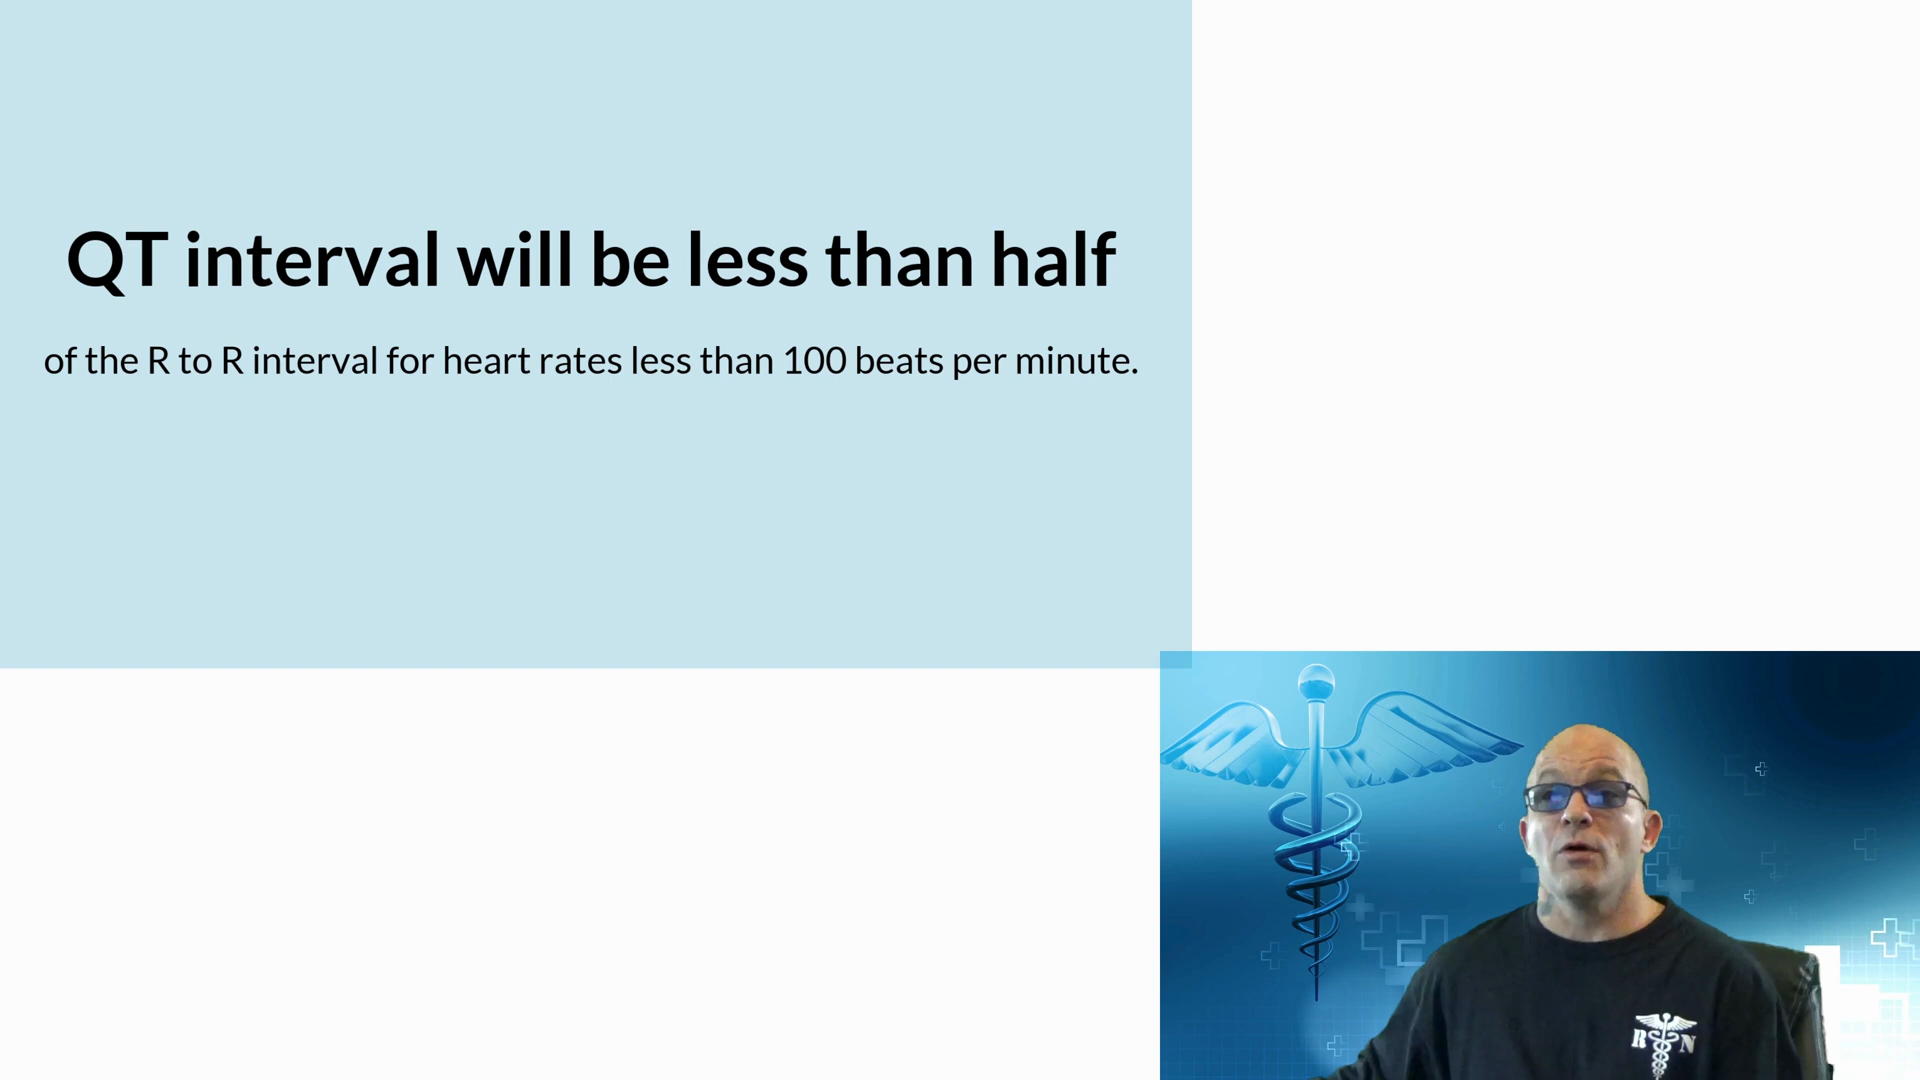 QT interval will be less than half
of the R to R interval for heart rates less than 100 beats per minute.
R N